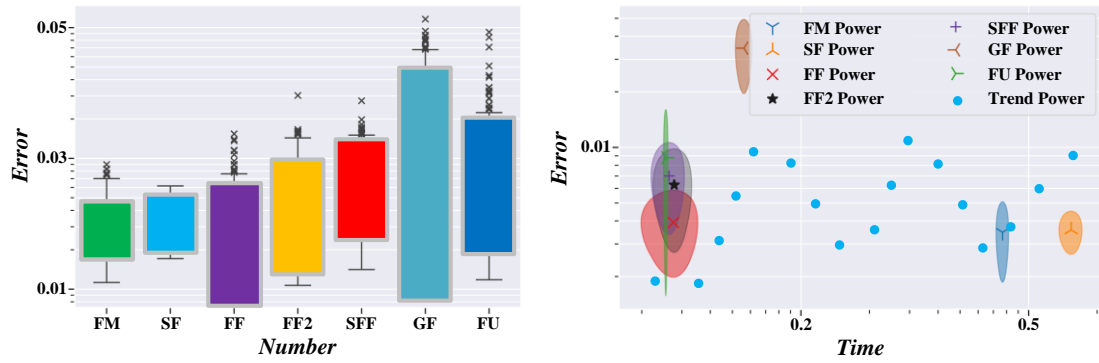 0.05
0.03
0.01
Error
FM SF FF FF2 SFF GF FU
Number
FM Power
SF Power
FF Power
FF2 Power
SFF Power
GF Power
FU Power
Trend Power
0.01
Error
0.2 0.5
Time